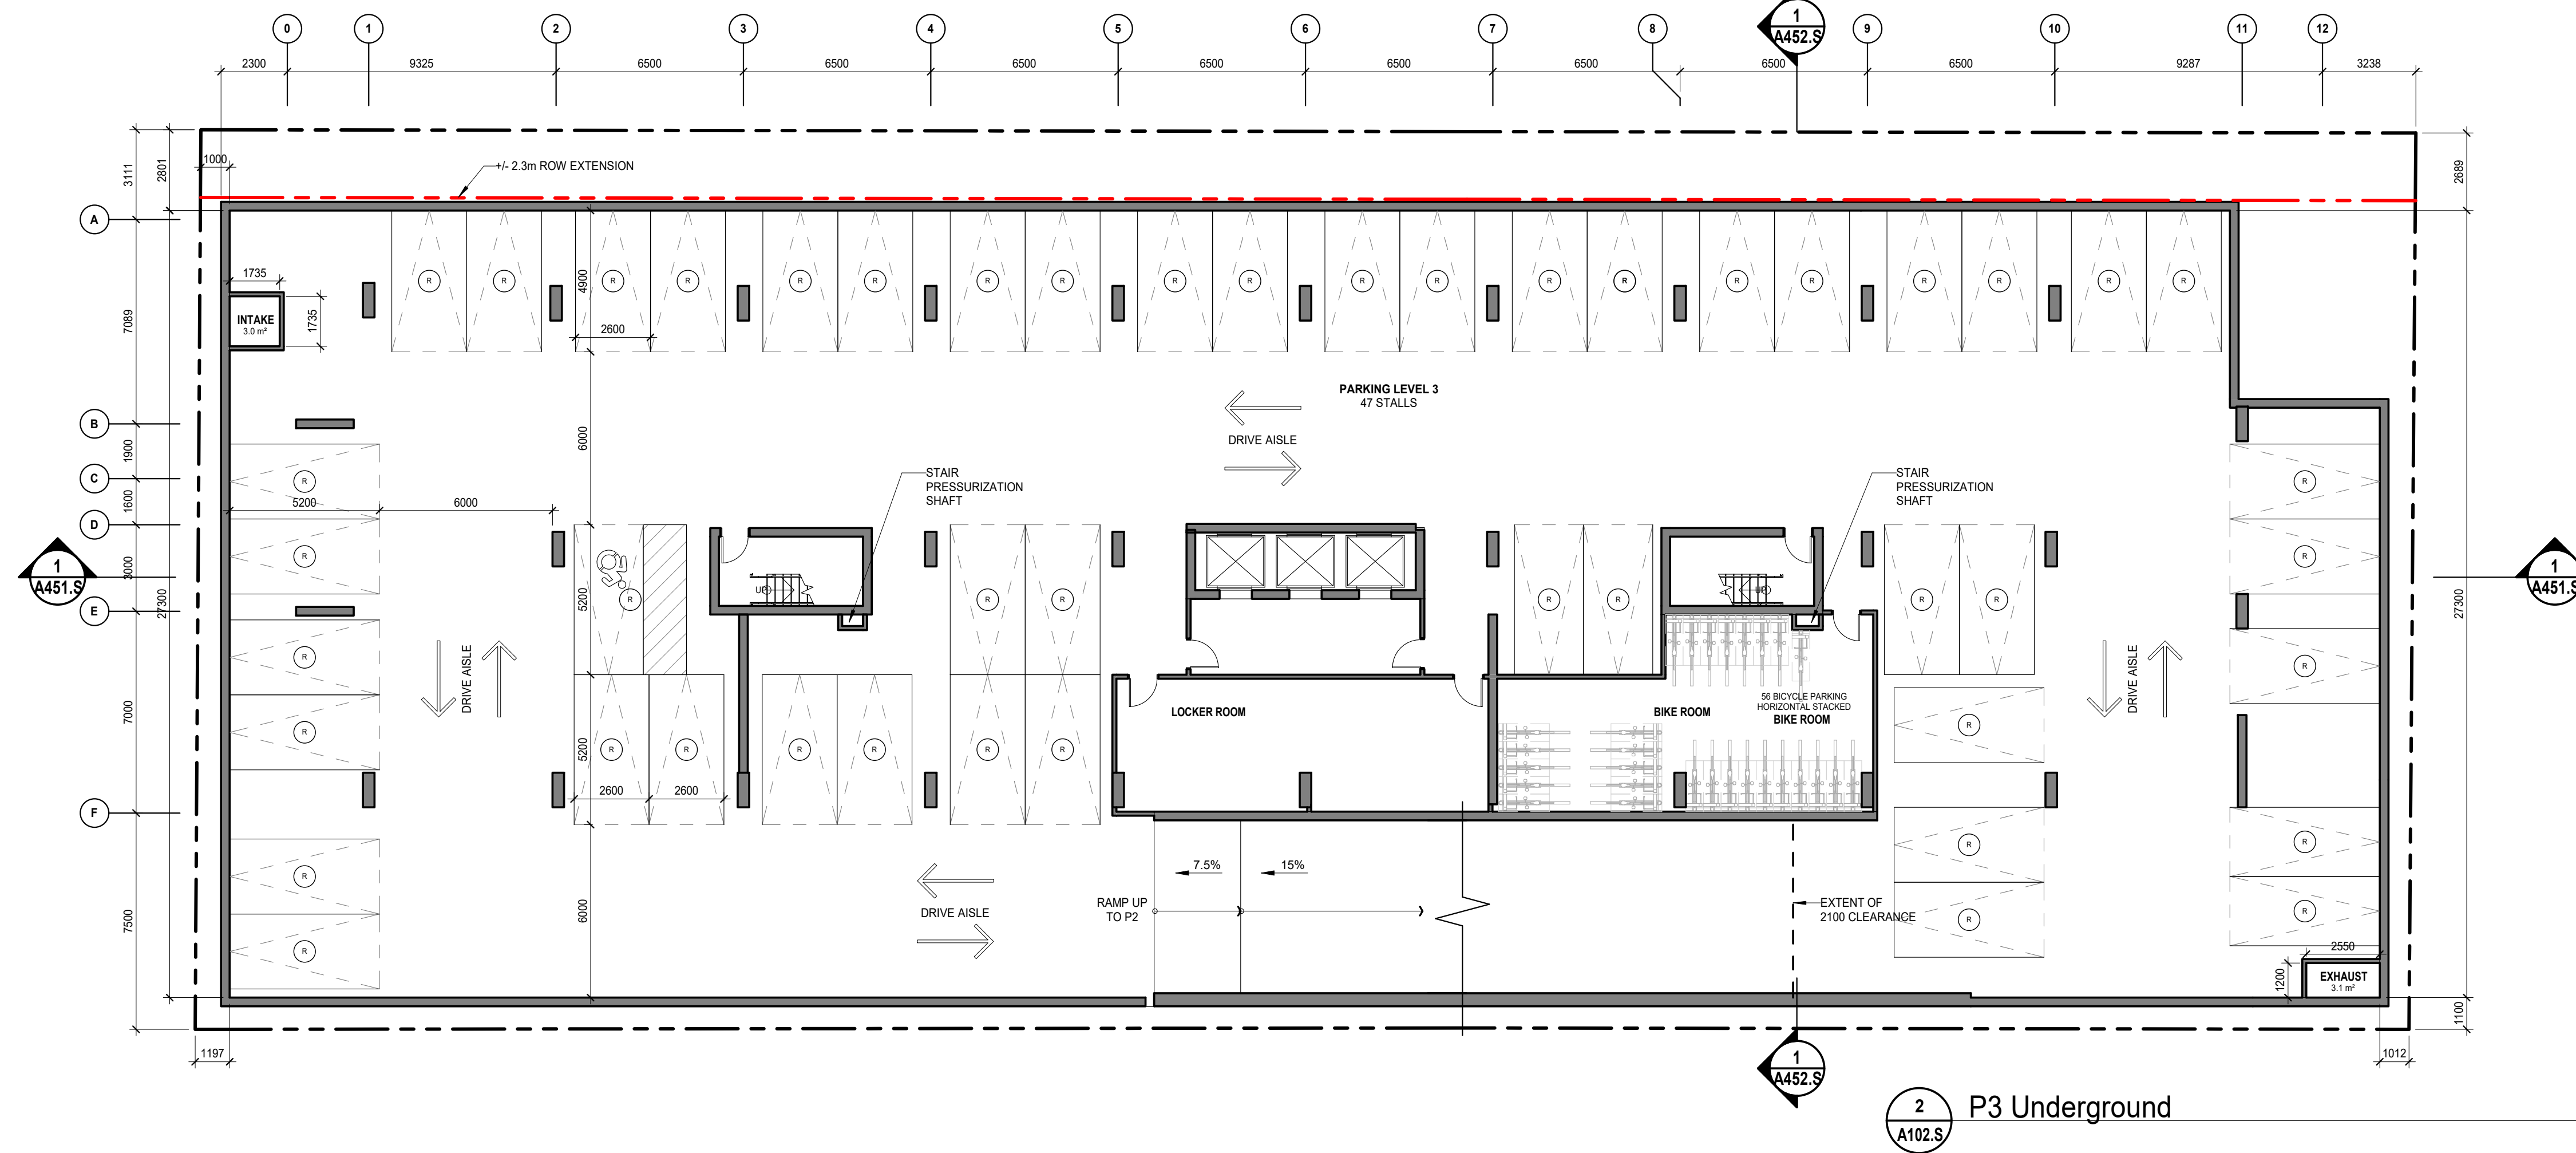 0 1 2 3 4 5 6 7 8 9 10 11 12
1
A452.S
2300 9325 6500 6500 6500 6500 6500 6500 6500 6500 9287 3238
3111
2801
1000
+/- 2.3m ROW EXTENSION
2689
A
R R R R R R R R R R R R R R R R R R R R
4900
1735
1735
INTAKE
3.0 m²
7089
2600
PARKING LEVEL 3
47 STALLS
B
1900
6000
DRIVE AISLE
C
R
R
STAIR
PRESSURIZATION
SHAFT
STAIR
PRESSURIZATION
SHAFT
1600
5200
6000
D
R
R
3000
1
A451.S
1
A451.S
27300
27300
UP
UP
R
5200
R R R R R R
E
R
R
7000
DRIVE AISLE
DRIVE AISLE
R
R
LOCKER ROOM
BIKE ROOM
56 BICYCLE PARKING
HORIZONTAL STACKED
BIKE ROOM
R R R R R R
5200
2600 2600
F
R
R
7500
7.5%
15%
R
R
R
R
RAMP UP
TO P2
DRIVE AISLE
6000
EXTENT OF
2100 CLEARANCE
2550
1200
EXHAUST
3.1 m²
1100
1197
1012
1
A452.S
2
A102.S
P3 Underground